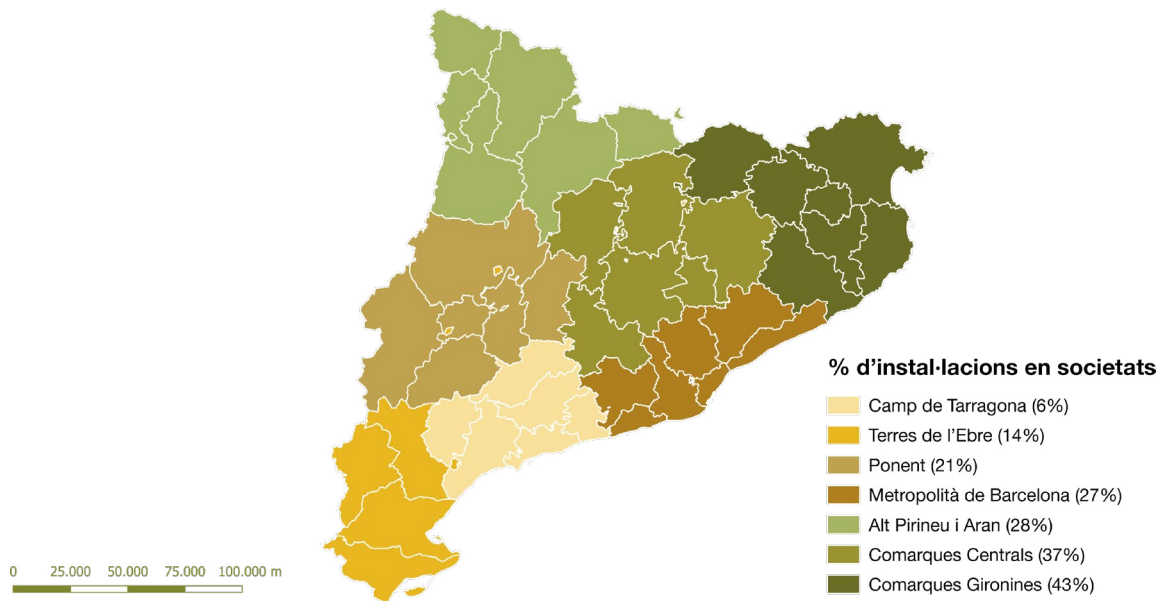 % d'instal·lacions en societats
Camp de Tarragona (6%)
Terres de l'Ebre (14%)
Ponent (21%)
Metropolità de Barcelona (27%)
Alt Pirineu i Aran (28%)
Comarques Centrals (37%)
Comarques Gironines (43%)
0 25.000 50.000 75.000 100.000 m